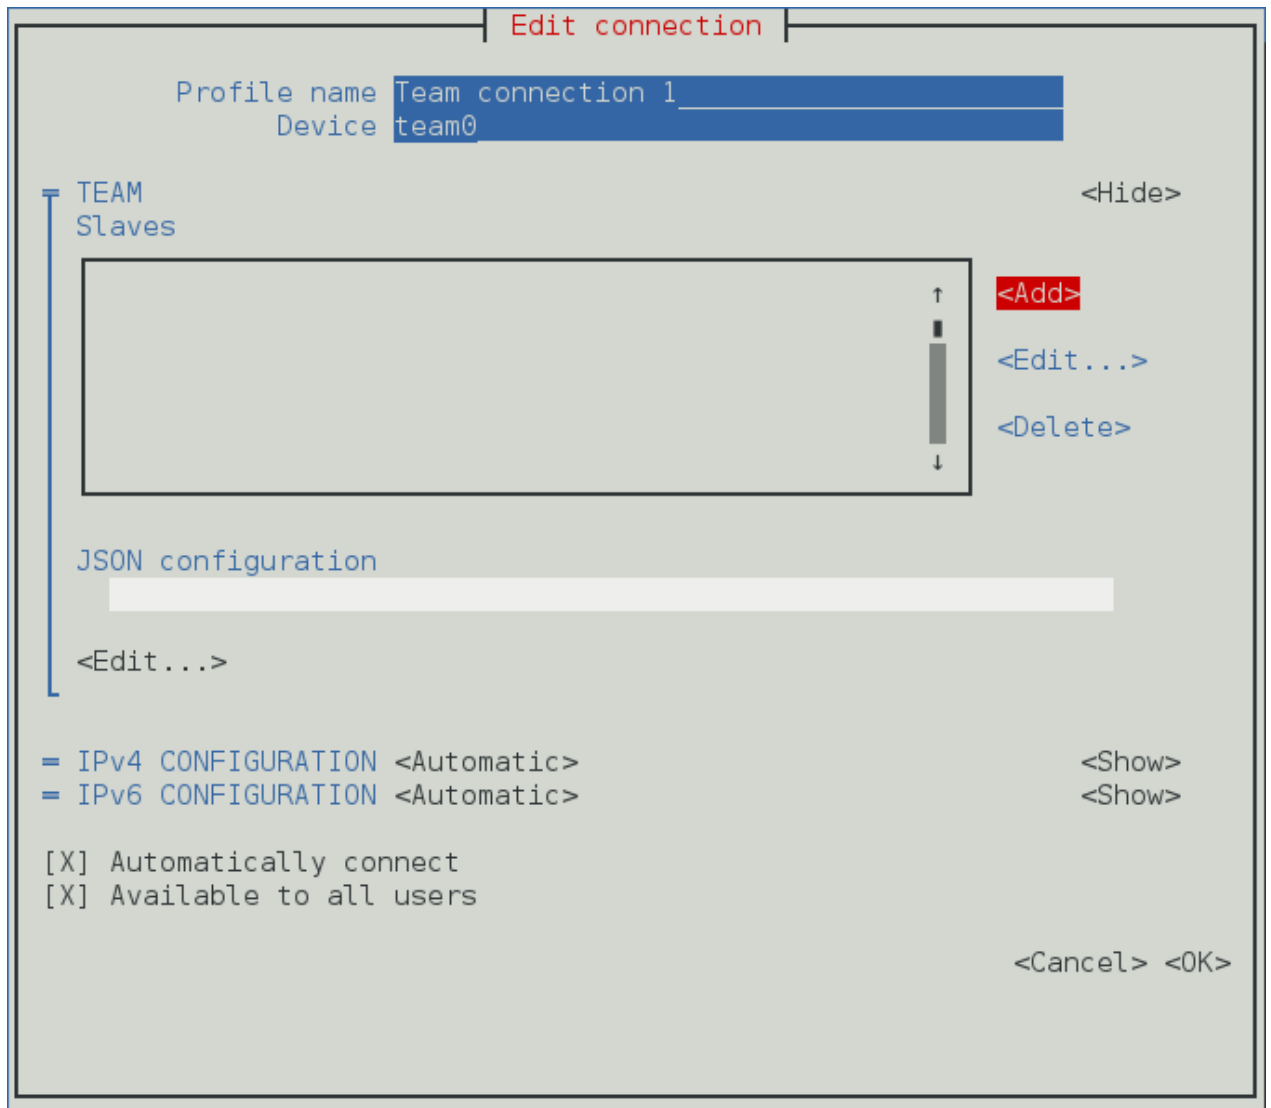 Edit connection
Profile name Team connection 1
Device team0
TEAM <Hide>
Slaves
<Add>
<Edit...>
<Delete>
JSON configuration
<Edit...>
= IPv4 CONFIGURATION <Automatic> <Show>
= IPv6 CONFIGURATION <Automatic> <Show>
[X] Automatically connect
[X] Available to all users
<Cancel> <OK>